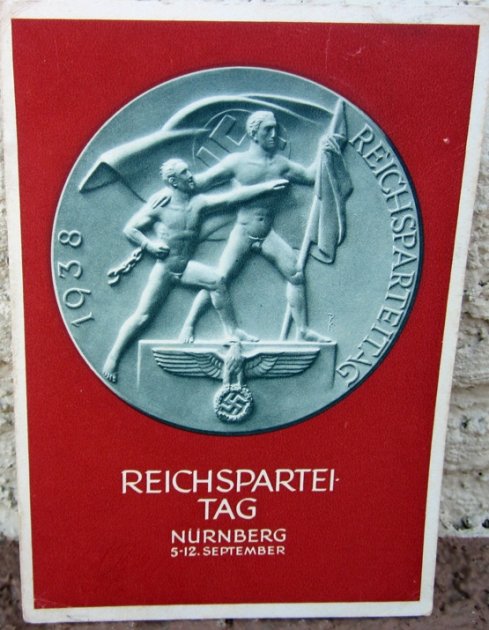 1938
REICHSPARTEITAG
REICHSPARTEI-
TAG
NÜRNBERG
5-12. SEPTEMBER